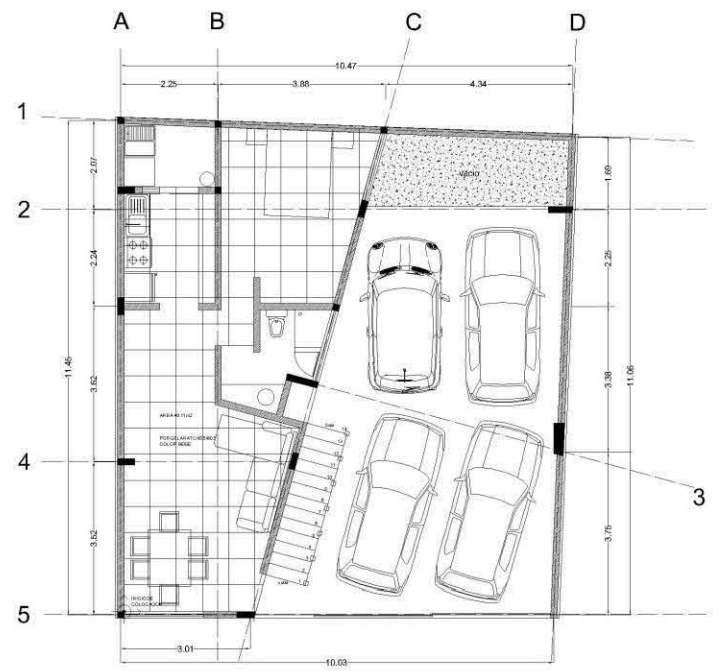 A
B
C
D
10.47
2.25
3.88
4.34
1
2.07
VACIO
1.69
2
2.24
2.25
11.45
3.62
3.38
11.06
PORCELANATO
COLOR BEIGE
4
3
3.52
3.75
INICIO DE
5
3.01
10.03